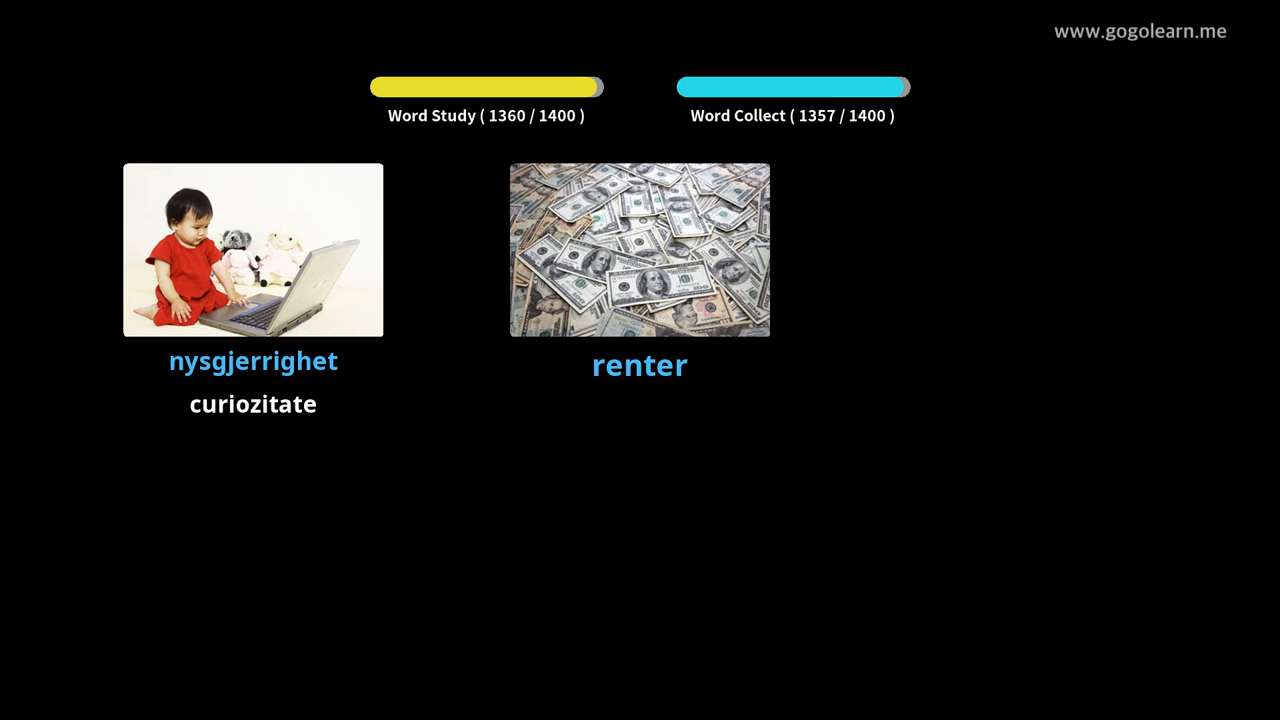 www.gogolearn.me
Word Study ( 1360 / 1400 )
Word Collect ( 1357 / 1400 )
nysgjerrighet
renter
curiozitate